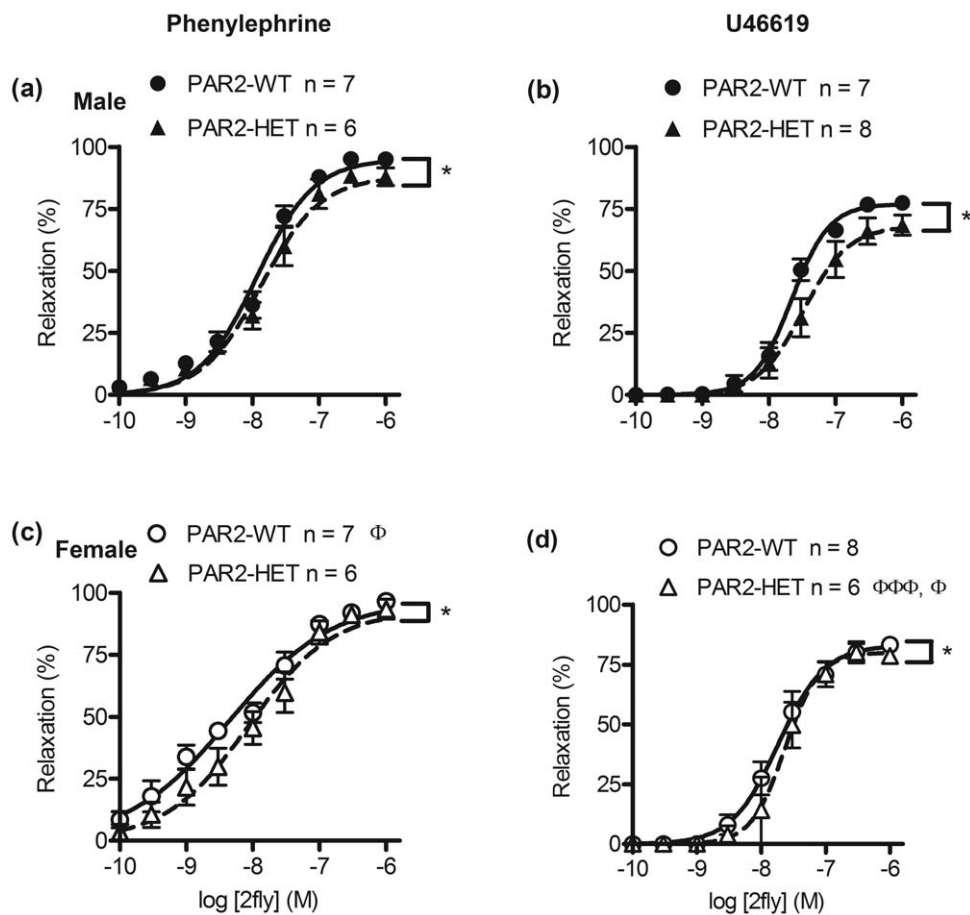 Phenylephrine
U46619
(a)
Male
● PAR2-WT n = 7
▲ PAR2-HET n = 6
100
75
50
25
0
Relaxation (%)
-10 -9 -8 -7 -6
*
(b)
● PAR2-WT n = 7
▲ PAR2-HET n = 8
100
75
50
25
0
Relaxation (%)
-10 -9 -8 -7 -6
*
(c)
Female
○ PAR2-WT n = 7 Φ
△ PAR2-HET n = 6
100
75
50
25
0
Relaxation (%)
-10 -9 -8 -7 -6
log [2fly] (M)
*
(d)
○ PAR2-WT n = 8
△ PAR2-HET n = 6 ΦΦΦ, Φ
100
75
50
25
0
Relaxation (%)
-10 -9 -8 -7 -6
log [2fly] (M)
*